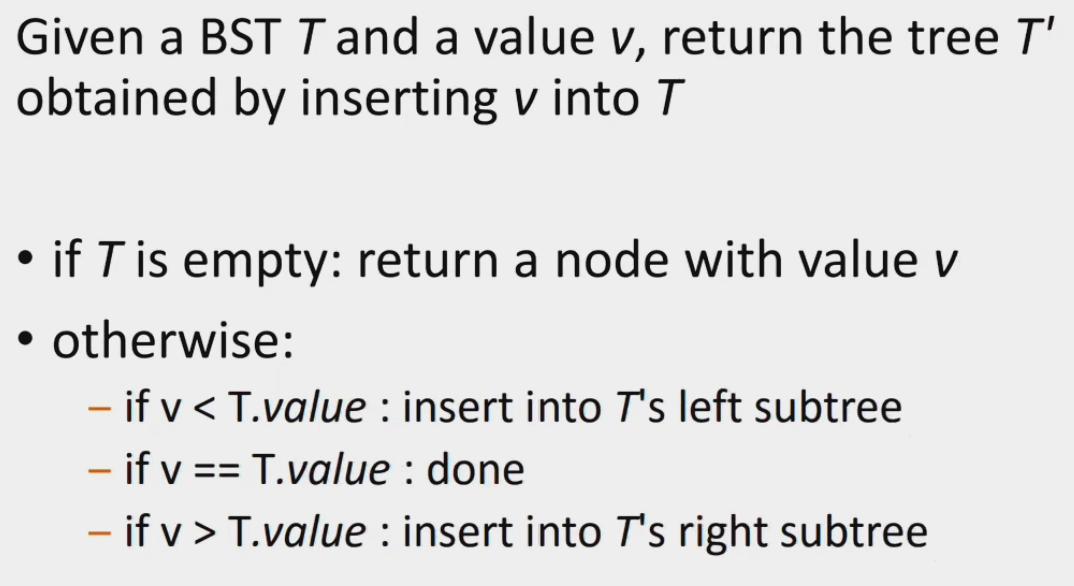 Given a BST T and a value v, return the tree T'
obtained by inserting v into T
• if T is empty: return a node with value v
• otherwise:
– if v < T.value : insert into T's left subtree
– if v == T.value : done
– if v > T.value : insert into T's right subtree